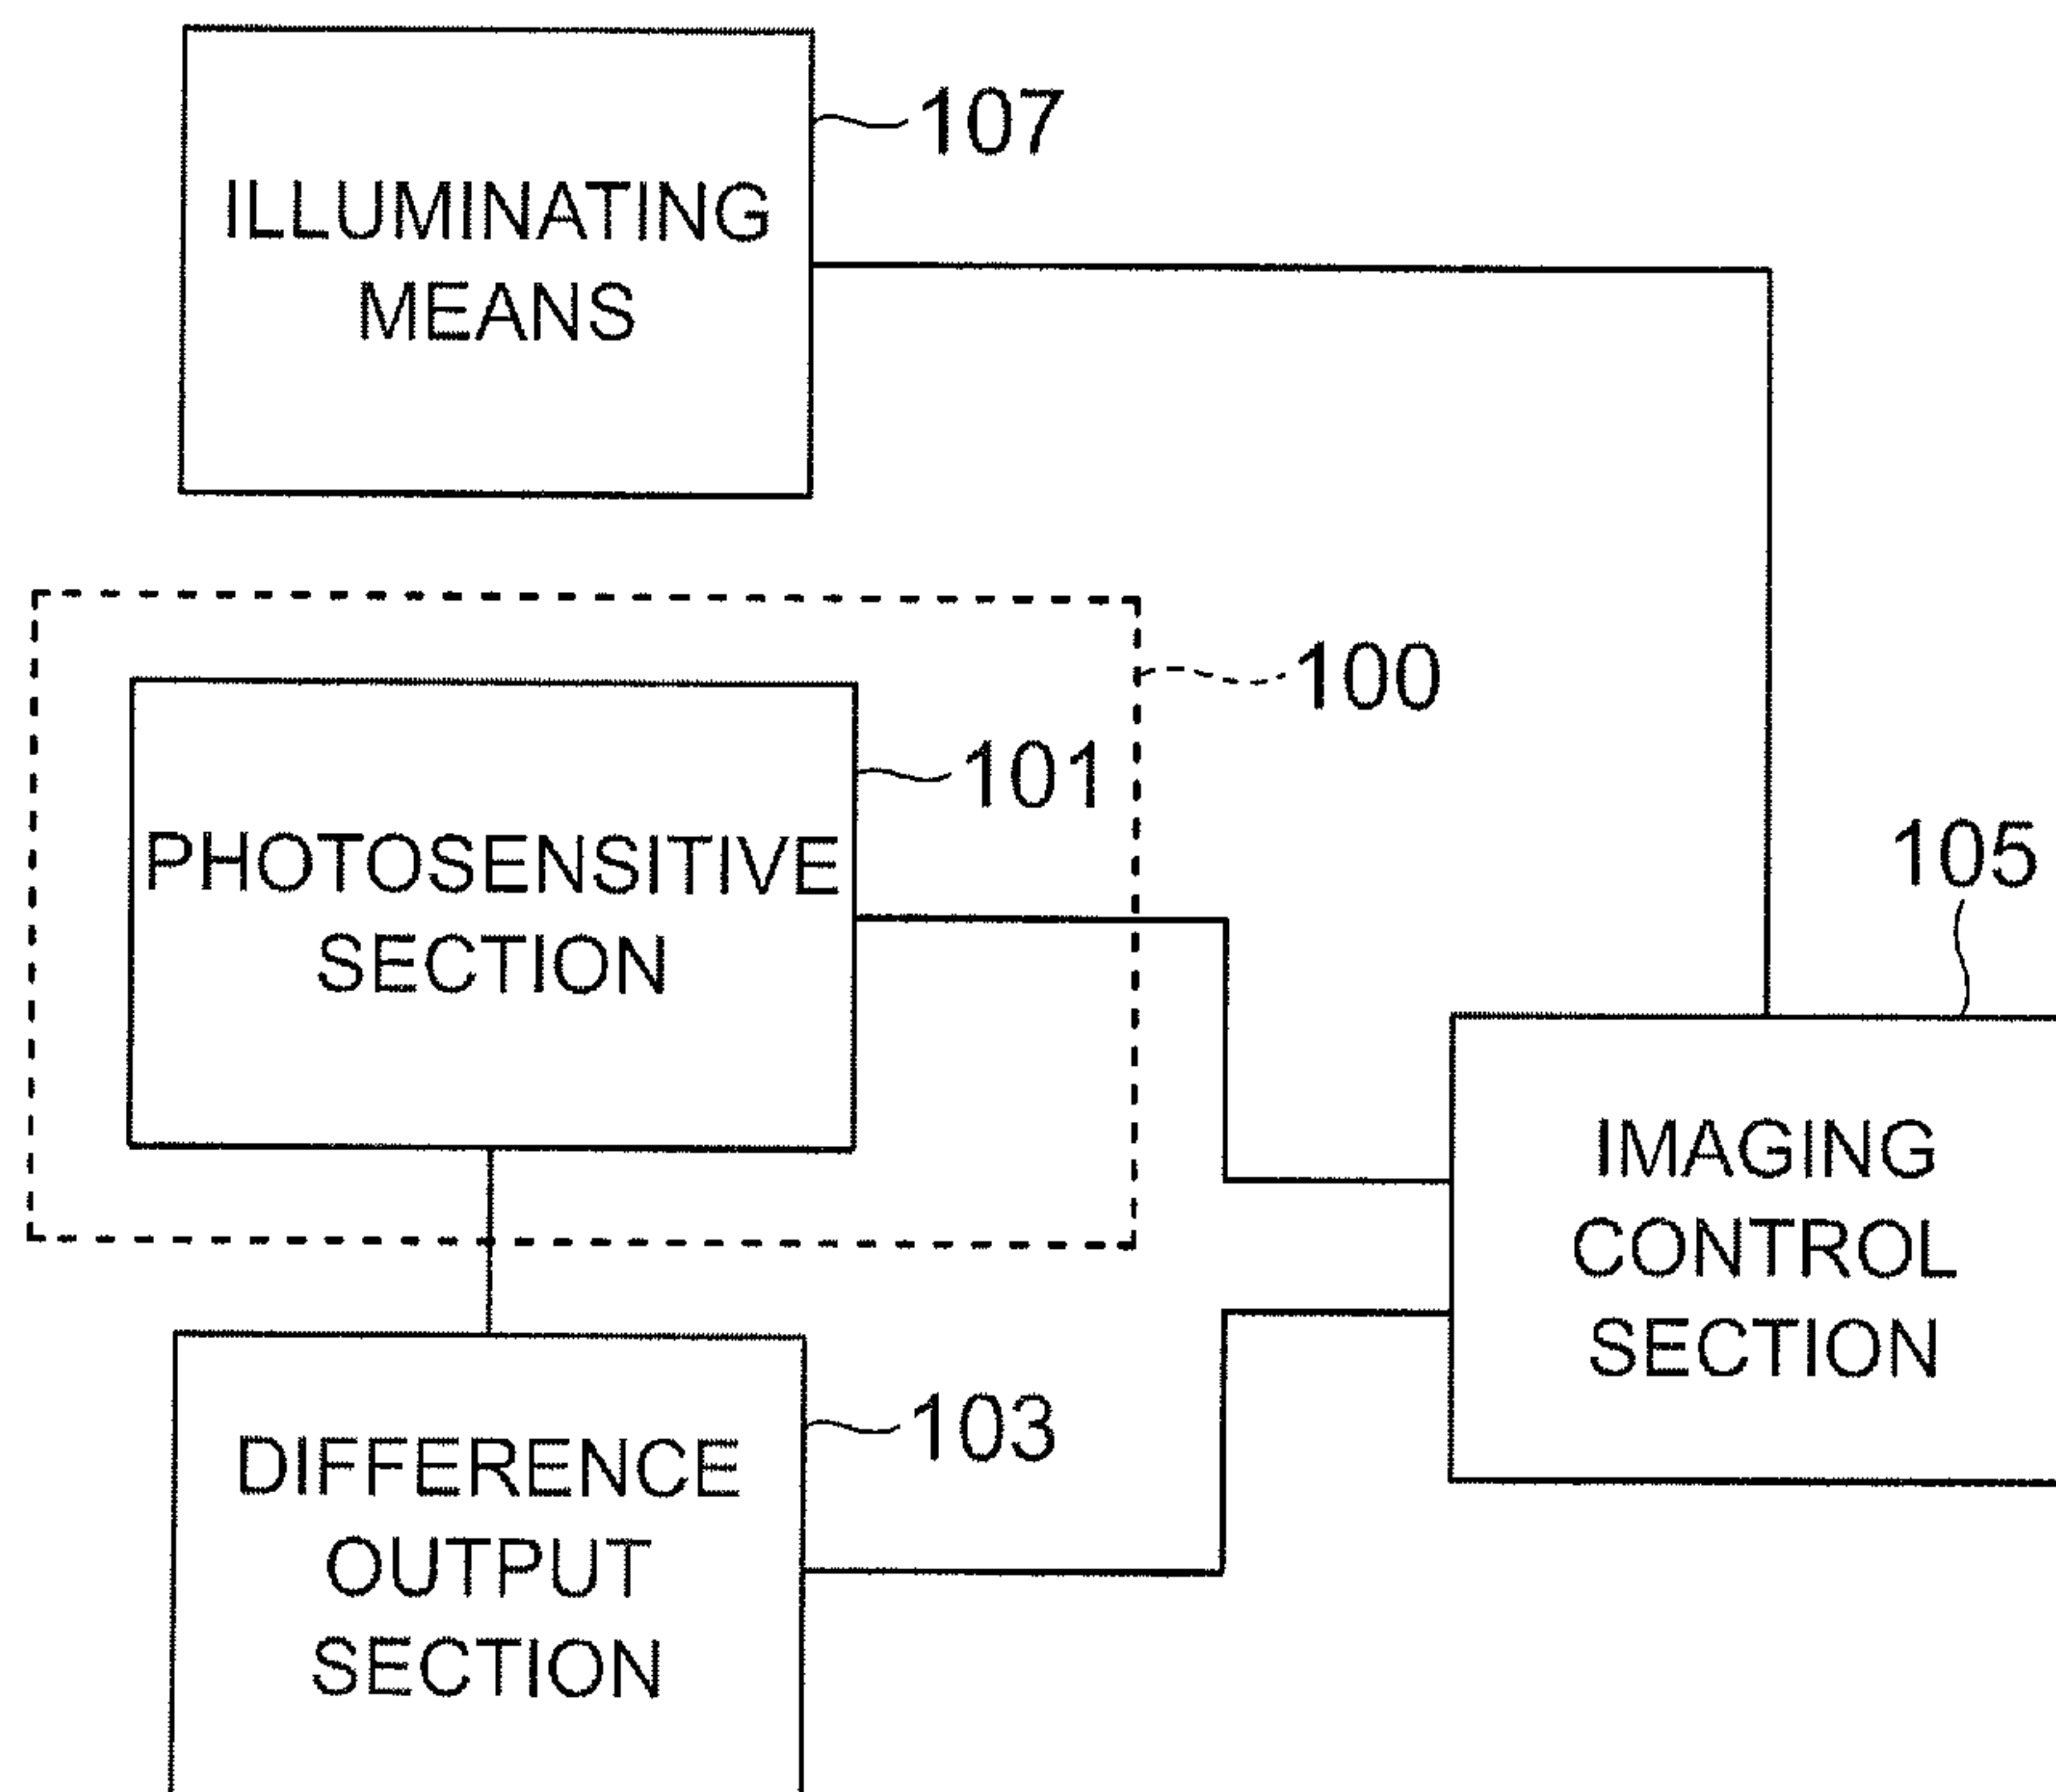 107
ILLUMINATING
MEANS
100
101
PHOTOSENSITIVE
SECTION
105
IMAGING
CONTROL
SECTION
103
DIFFERENCE
OUTPUT
SECTION